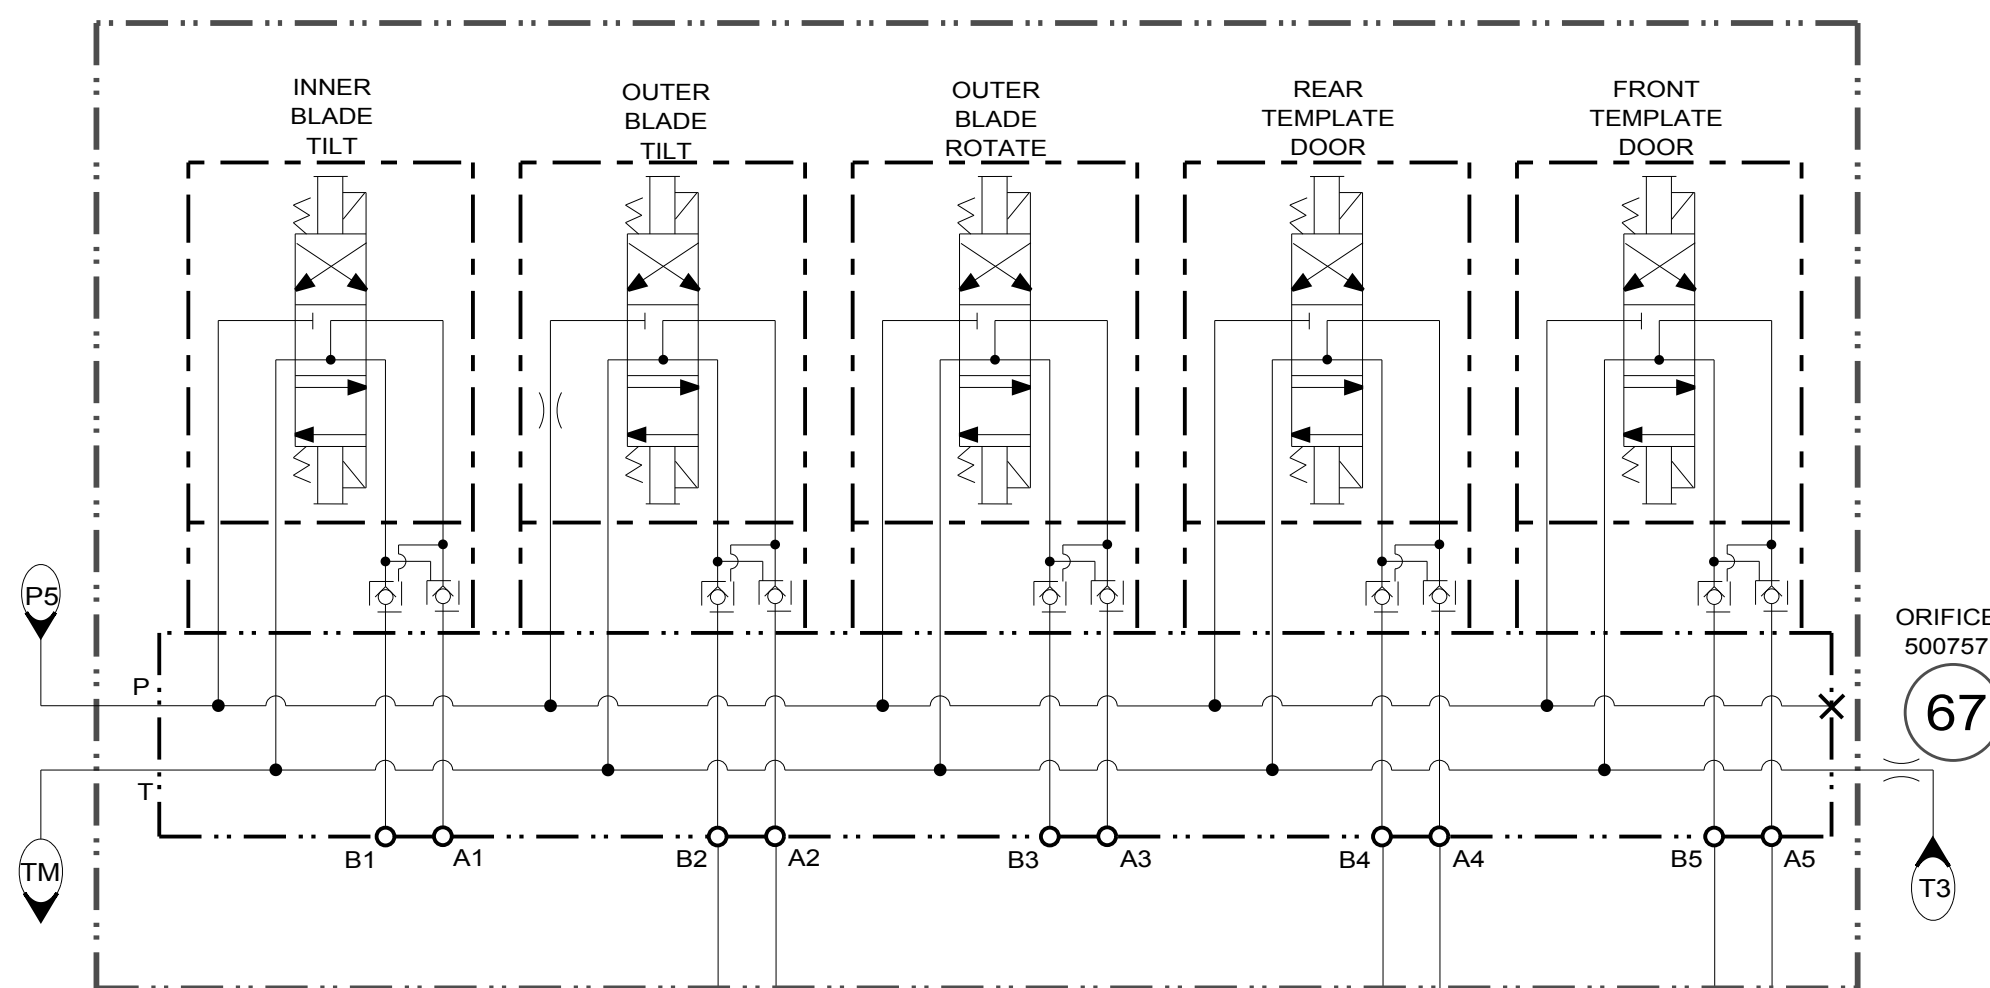 INNER
BLADE
TILT
OUTER
BLADE
TILT
OUTER
BLADE
ROTATE
REAR
TEMPLATE
DOOR
FRONT
TEMPLATE
DOOR
P5
ORIFICE
500757
67
P
T
TM
B1
A1
B2
A2
B3
A3
B4
A4
B5
A5
T3